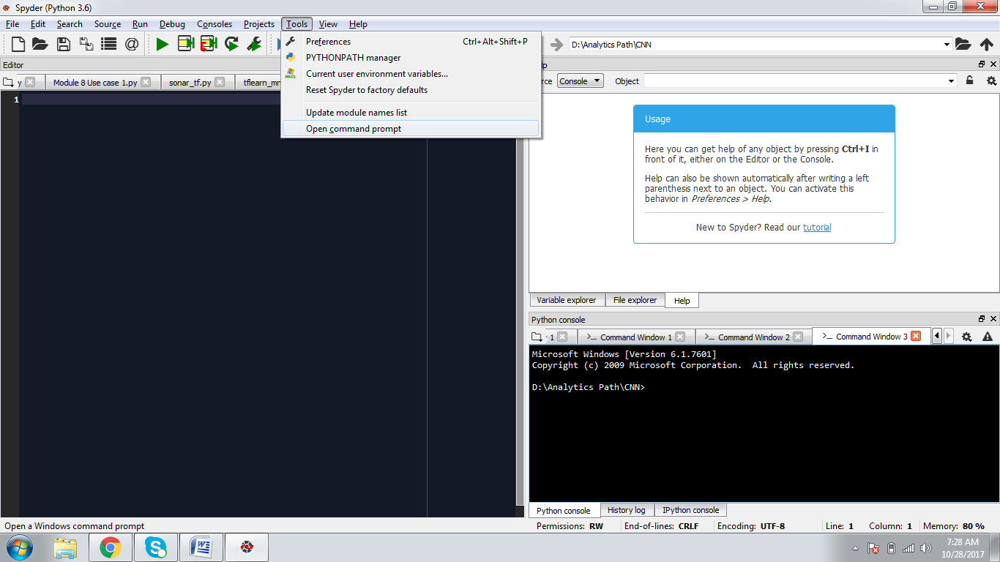 Spyder (Python 3.6)
File Edit Search Source Run Debug Consoles Projects Tools View Help
D:\Analytics Path\CNN
Preferences Ctrl+Alt+Shift+P
PYTHONPATH manager
Current user environment variables...
Reset Spyder to factory defaults
Update module names list
Open command prompt
Editor
y Module 8 Use case 1.py sonar_tf.py
1
Console Object
Usage
Here you can get help of any object by pressing Ctrl+I in
front of it, either on the Editor or the Console.
Help can also be shown automatically after writing a left
parenthesis next to an object. You can activate this
behavior in Preferences > Help.
New to Spyder? Read our tutorial
Variable explorer File explorer Help
Python console
1 Command Window 1 Command Window 2 Command Window 3
Microsoft Windows [Version 6.1.7601]
Copyright (c) 2009 Microsoft Corporation. All rights reserved.
D:\Analytics Path\CNN>
Python console History log IPython console
Open a Windows command prompt Permissions: RW End-of-lines: CRLF Encoding: UTF-8 Line: 1 Column: 1 Memory: 80 %
7:28 AM
10/28/2017